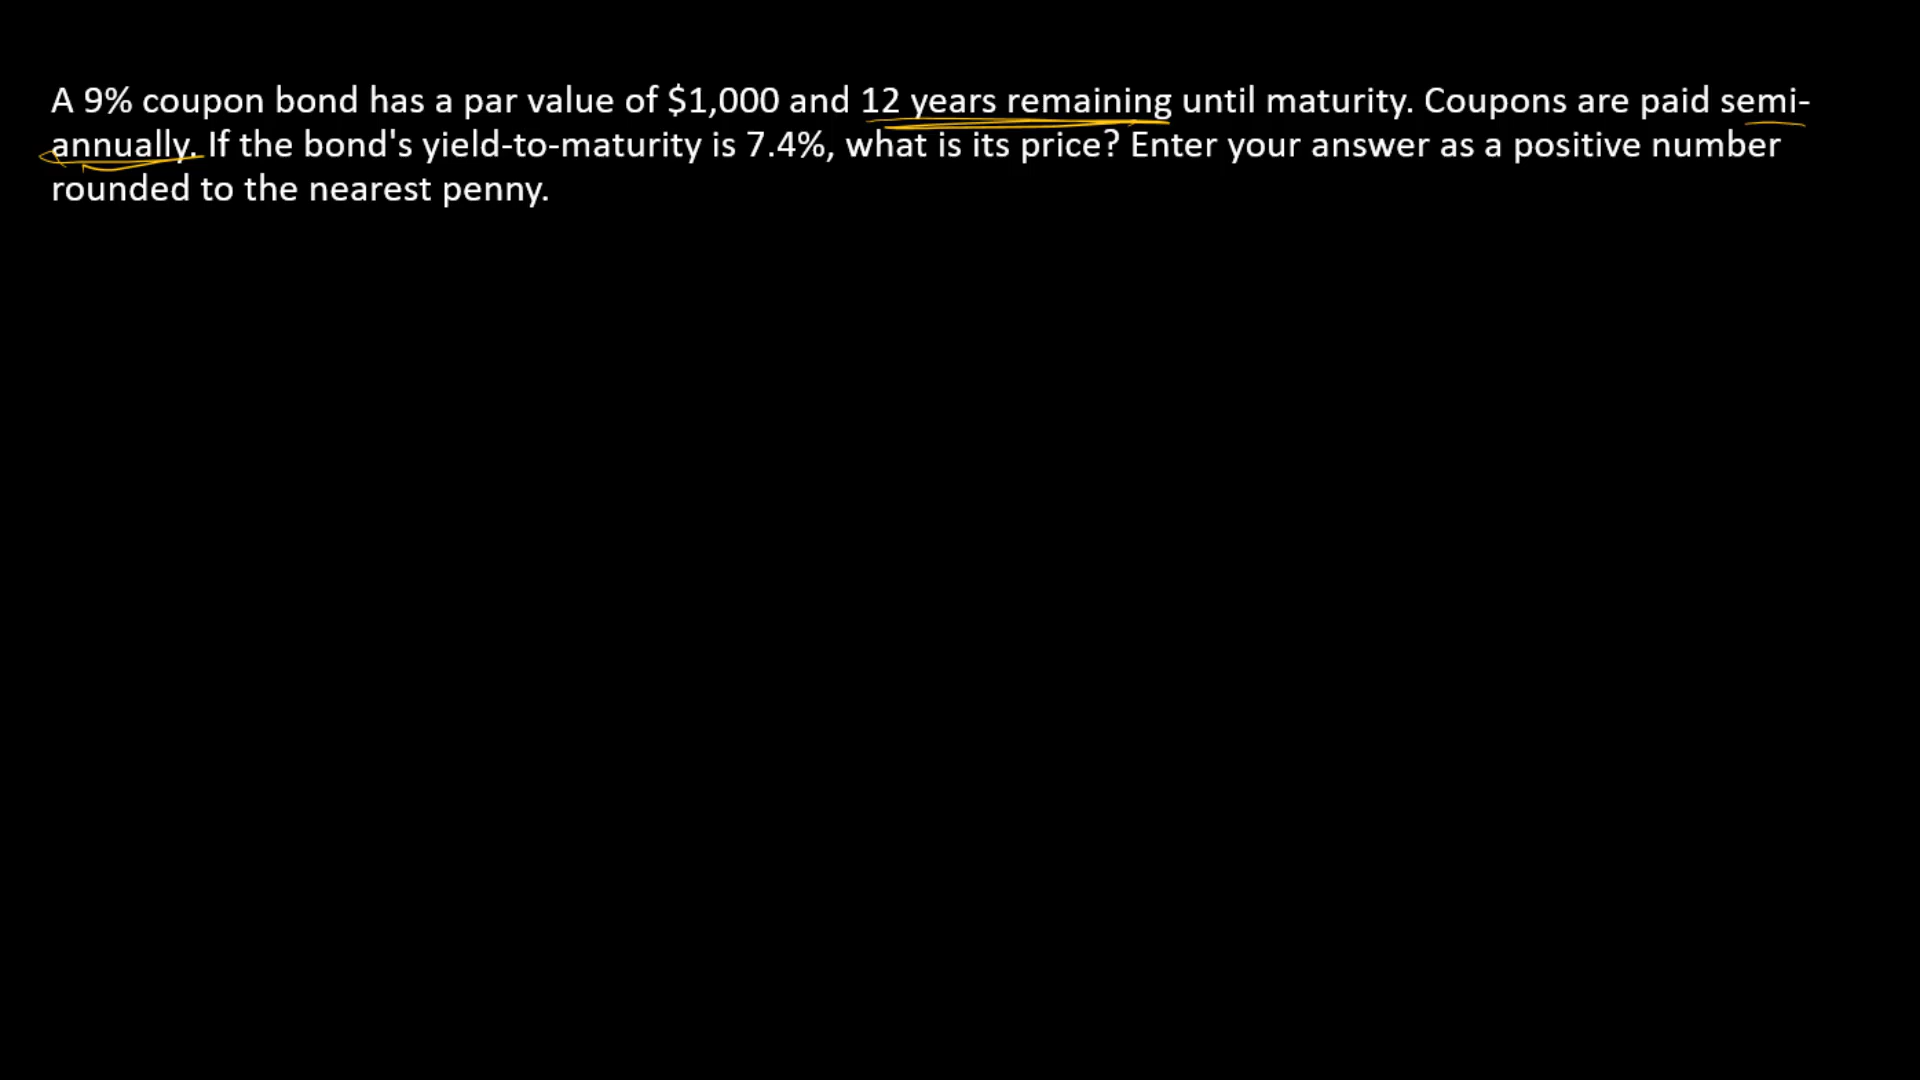 A 9% coupon bond has a par value of $1,000 and 12 years remaining until maturity. Coupons are paid semi-
annually. If the bond's yield-to-maturity is 7.4%, what is its price? Enter your answer as a positive number
rounded to the nearest penny.